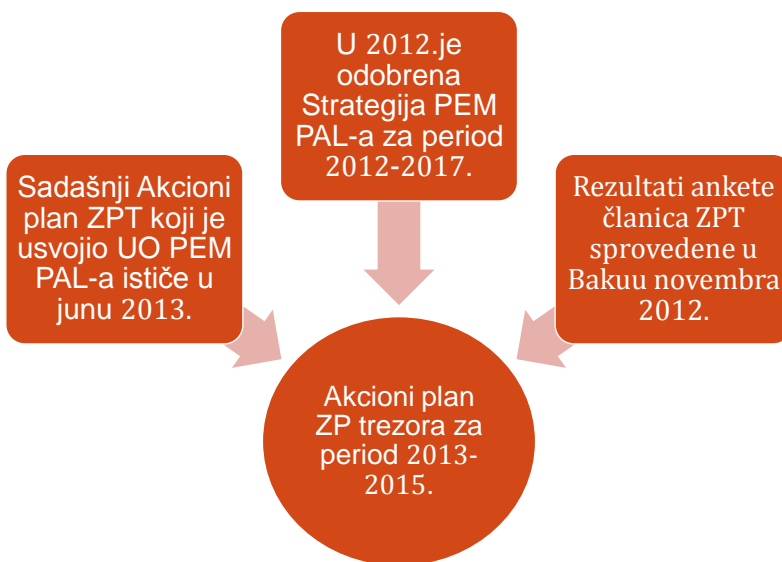 U 2012.je
odobrena
Strategija PEM
PAL-a za period
2012-2017.
Sadašnji Akcioni
plan ZPT koji je
usvojio UO PEM
PAL-a ističe u
junu 2013.
Rezultati ankete
članica ZPT
sprovedene u
Bakuu novembra
2012.
Akcioni plan
ZP trezora za
period 2013-
2015.